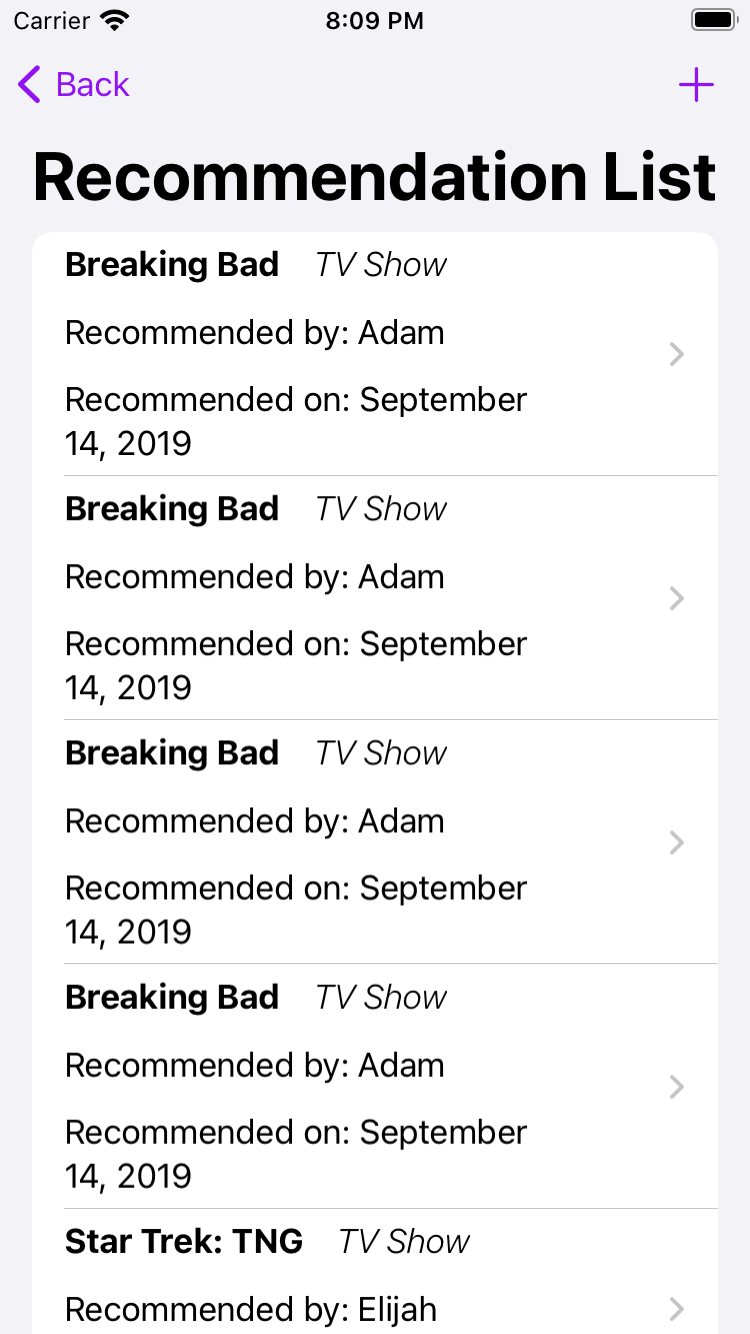 Carrier 8:09 PM
Back
Recommendation List
Breaking Bad TV Show
Recommended by: Adam
Recommended on: September
14, 2019
Breaking Bad TV Show
Recommended by: Adam
Recommended on: September
14, 2019
Breaking Bad TV Show
Recommended by: Adam
Recommended on: September
14, 2019
Breaking Bad TV Show
Recommended by: Adam
Recommended on: September
14, 2019
Star Trek: TNG TV Show
Recommended by: Elijah